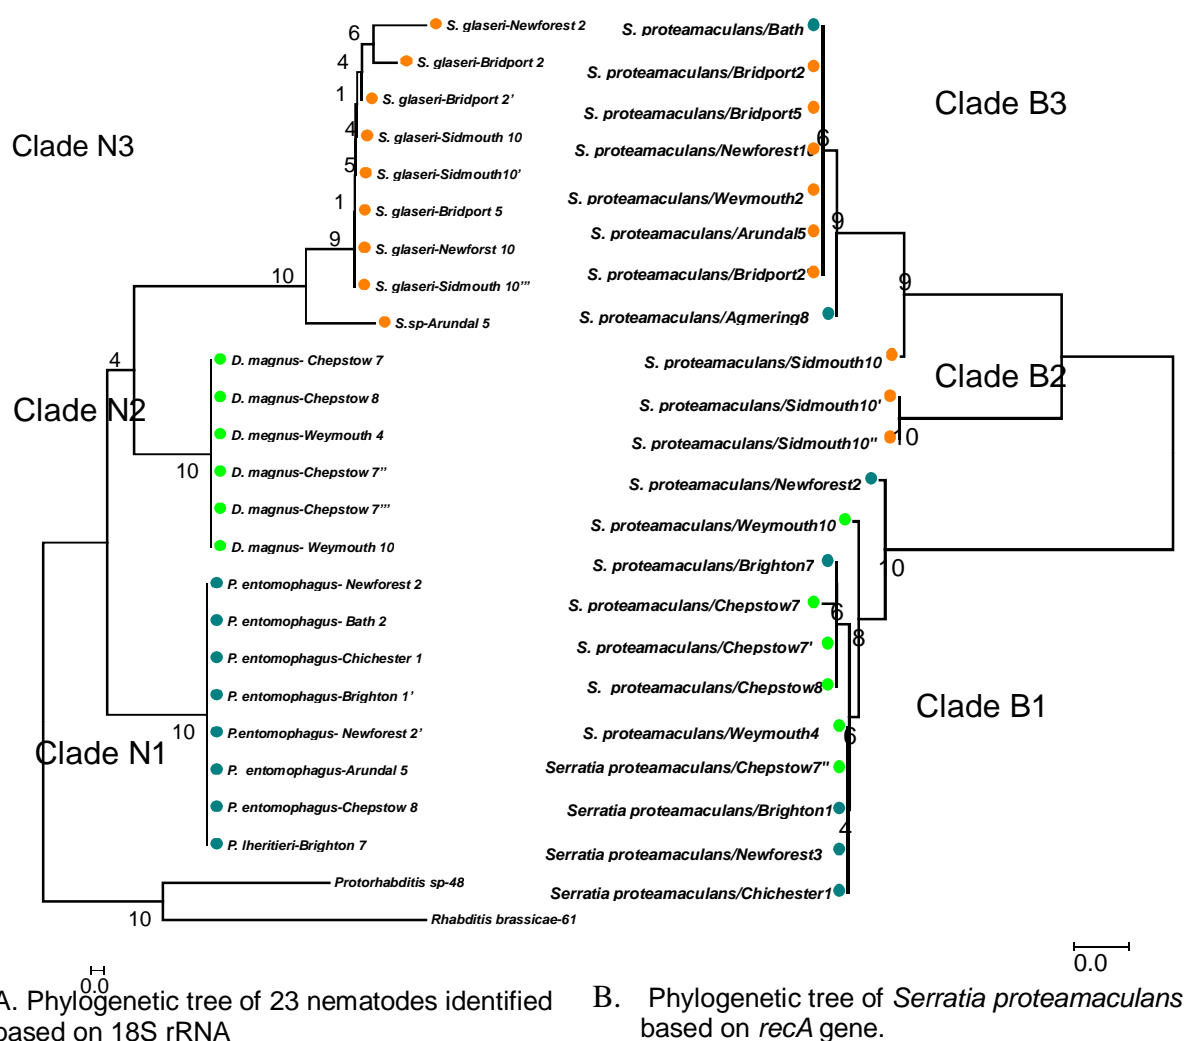 6
S. glaseri-Newforest 2
4
S. glaseri-Bridport 2
1
S. glaseri-Bridport 2'
4
S. glaseri-Sidmouth 10
5
S. glaseri-Sidmouth10'
1
S. glaseri-Bridport 5
9
S. glaseri-Newforst 10
10
S. glaseri-Sidmouth 10'''
S.sp-Arundal 5
Clade N3
4
D. magnus- Chepstow 7
D. magnus-Chepstow 8
Clade N2
D. megnus-Weymouth 4
10
D. magnus-Chepstow 7''
D. magnus-Chepstow 7'''
D. magnus- Weymouth 10
P. entomophagus- Newforest 2
P. entomophagus- Bath 2
P. entomophagus-Chichester 1
P. entomophagus-Brighton 1'
10
P.entomophagus- Newforest 2'
Clade N1
P. entomophagus-Arundal 5
P. entomophagus-Chepstow 8
P. lheritieri-Brighton 7
Protorhabditis sp-48
10
Rhabditis brassicae-61
0.0
A. Phylogenetic tree of 23 nematodes identified
based on 18S rRNA
S. proteamaculans/Bath
S. proteamaculans/Bridport2
Clade B3
S. proteamaculans/Bridport5
6
S. proteamaculans/Newforest10
S. proteamaculans/Weymouth2
9
S. proteamaculans/Arundal5
S. proteamaculans/Bridport2'
9
S. proteamaculans/Agmering8
S. proteamaculans/Sidmouth10
Clade B2
S. proteamaculans/Sidmouth10'
10
S. proteamaculans/Sidmouth10"
S. proteamaculans/Newforest2
S. proteamaculans/Weymouth10
S. proteamaculans/Brighton7
10
S. proteamaculans/Chepstow7
6
8
S. proteamaculans/Chepstow7'
S. proteamaculans/Chepstow8
Clade B1
S. proteamaculans/Weymouth4
6
Serratia proteamaculans/Chepstow7"
Serratia proteamaculans/Brighton1
4
Serratia proteamaculans/Newforest3
Serratia proteamaculans/Chichester1
0.0
B. Phylogenetic tree of Serratia proteamaculans
based on recA gene.